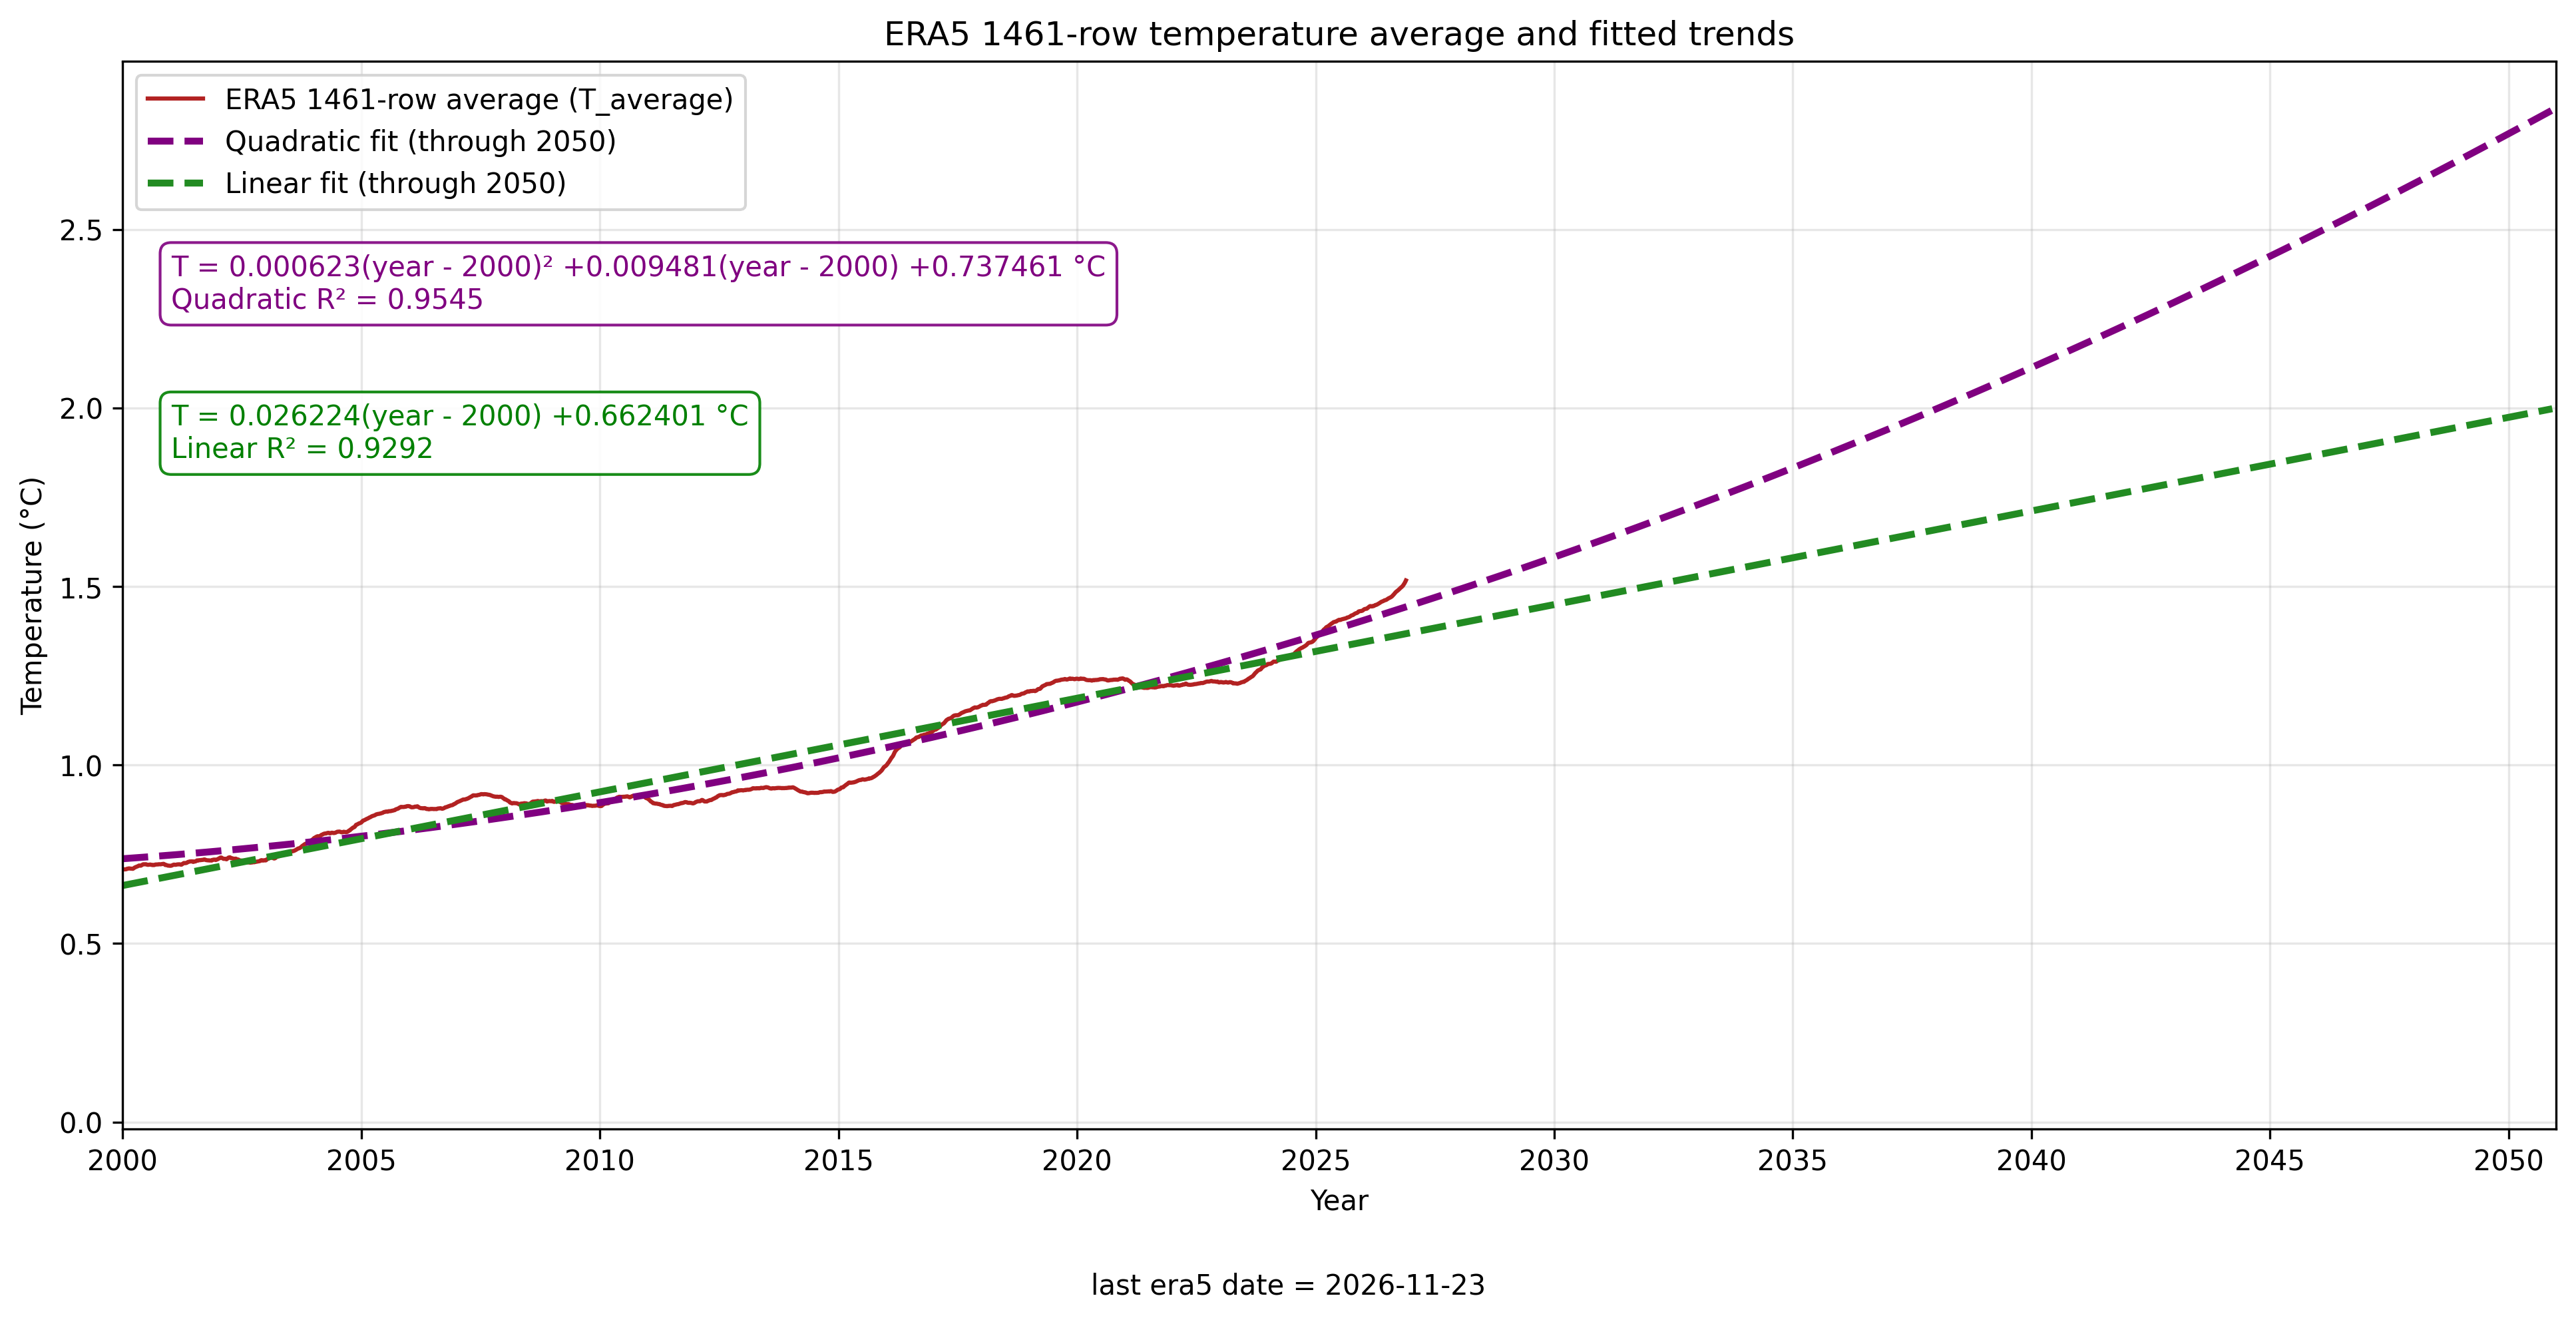 ERA5 1461-row temperature average and fitted trends
ERA5 1461-row average (T_average)
Quadratic fit (through 2050)
Linear fit (through 2050)
T = 0.000623(year - 2000)² +0.009481(year - 2000) +0.737461 °C
Quadratic R² = 0.9545
T = 0.026224(year - 2000) +0.662401 °C
Linear R² = 0.9292
Temperature (°C)
2.5
2.0
1.5
1.0
0.5
0.0
2000 2005 2010 2015 2020 2025 2030 2035 2040 2045 2050
Year
last era5 date = 2026-11-23